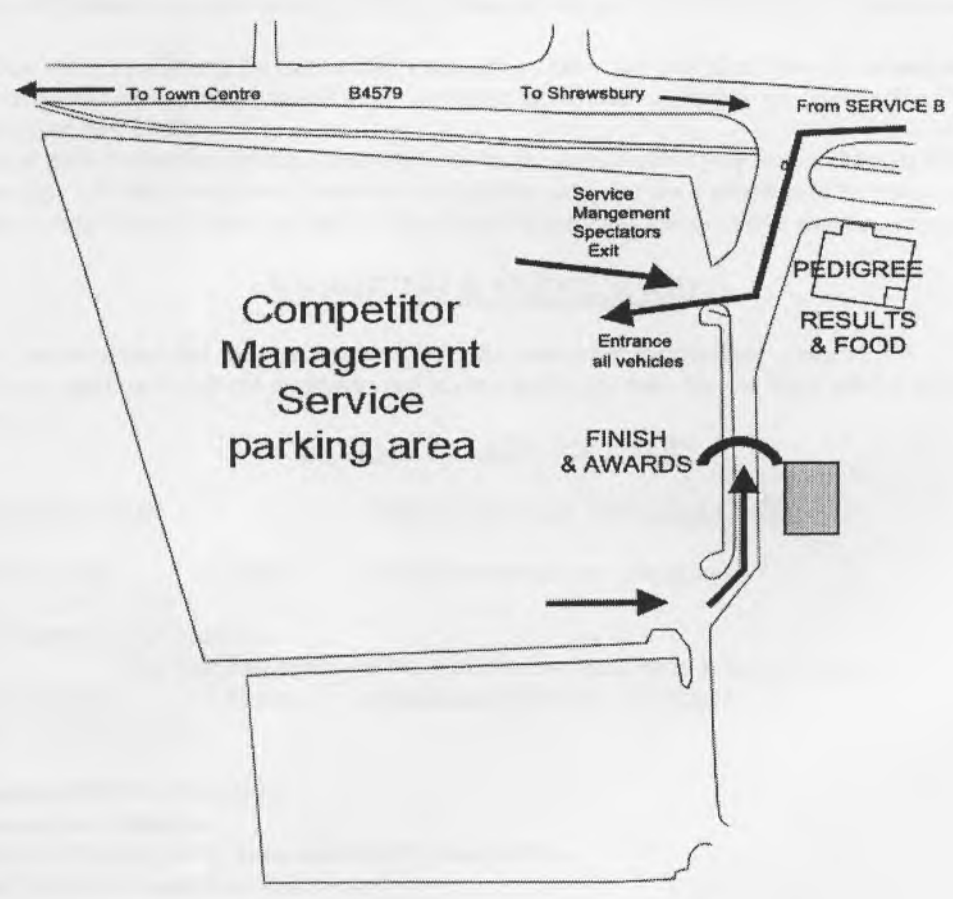 To Town Centre B4579 To Shrewsbury
From SERVICE B
Service
Mangement
Spectators
Exit
PEDIGREE
RESULTS
& FOOD
Entrance
all vehicles
Competitor
Management
Service
parking area
FINISH
& AWARDS